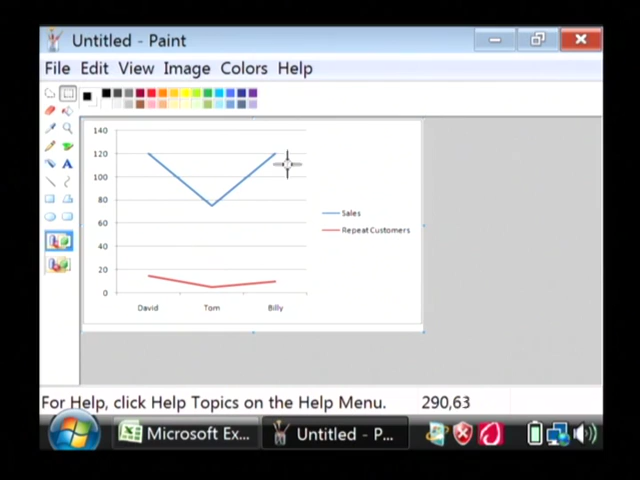 Untitled - Paint
File Edit View Image Colors Help
140
120
100
80
60
40
20
0
David Tom Billy
Sales
Repeat Customers
For Help, click Help Topics on the Help Menu. 290,63
Microsoft Ex... Untitled - P...